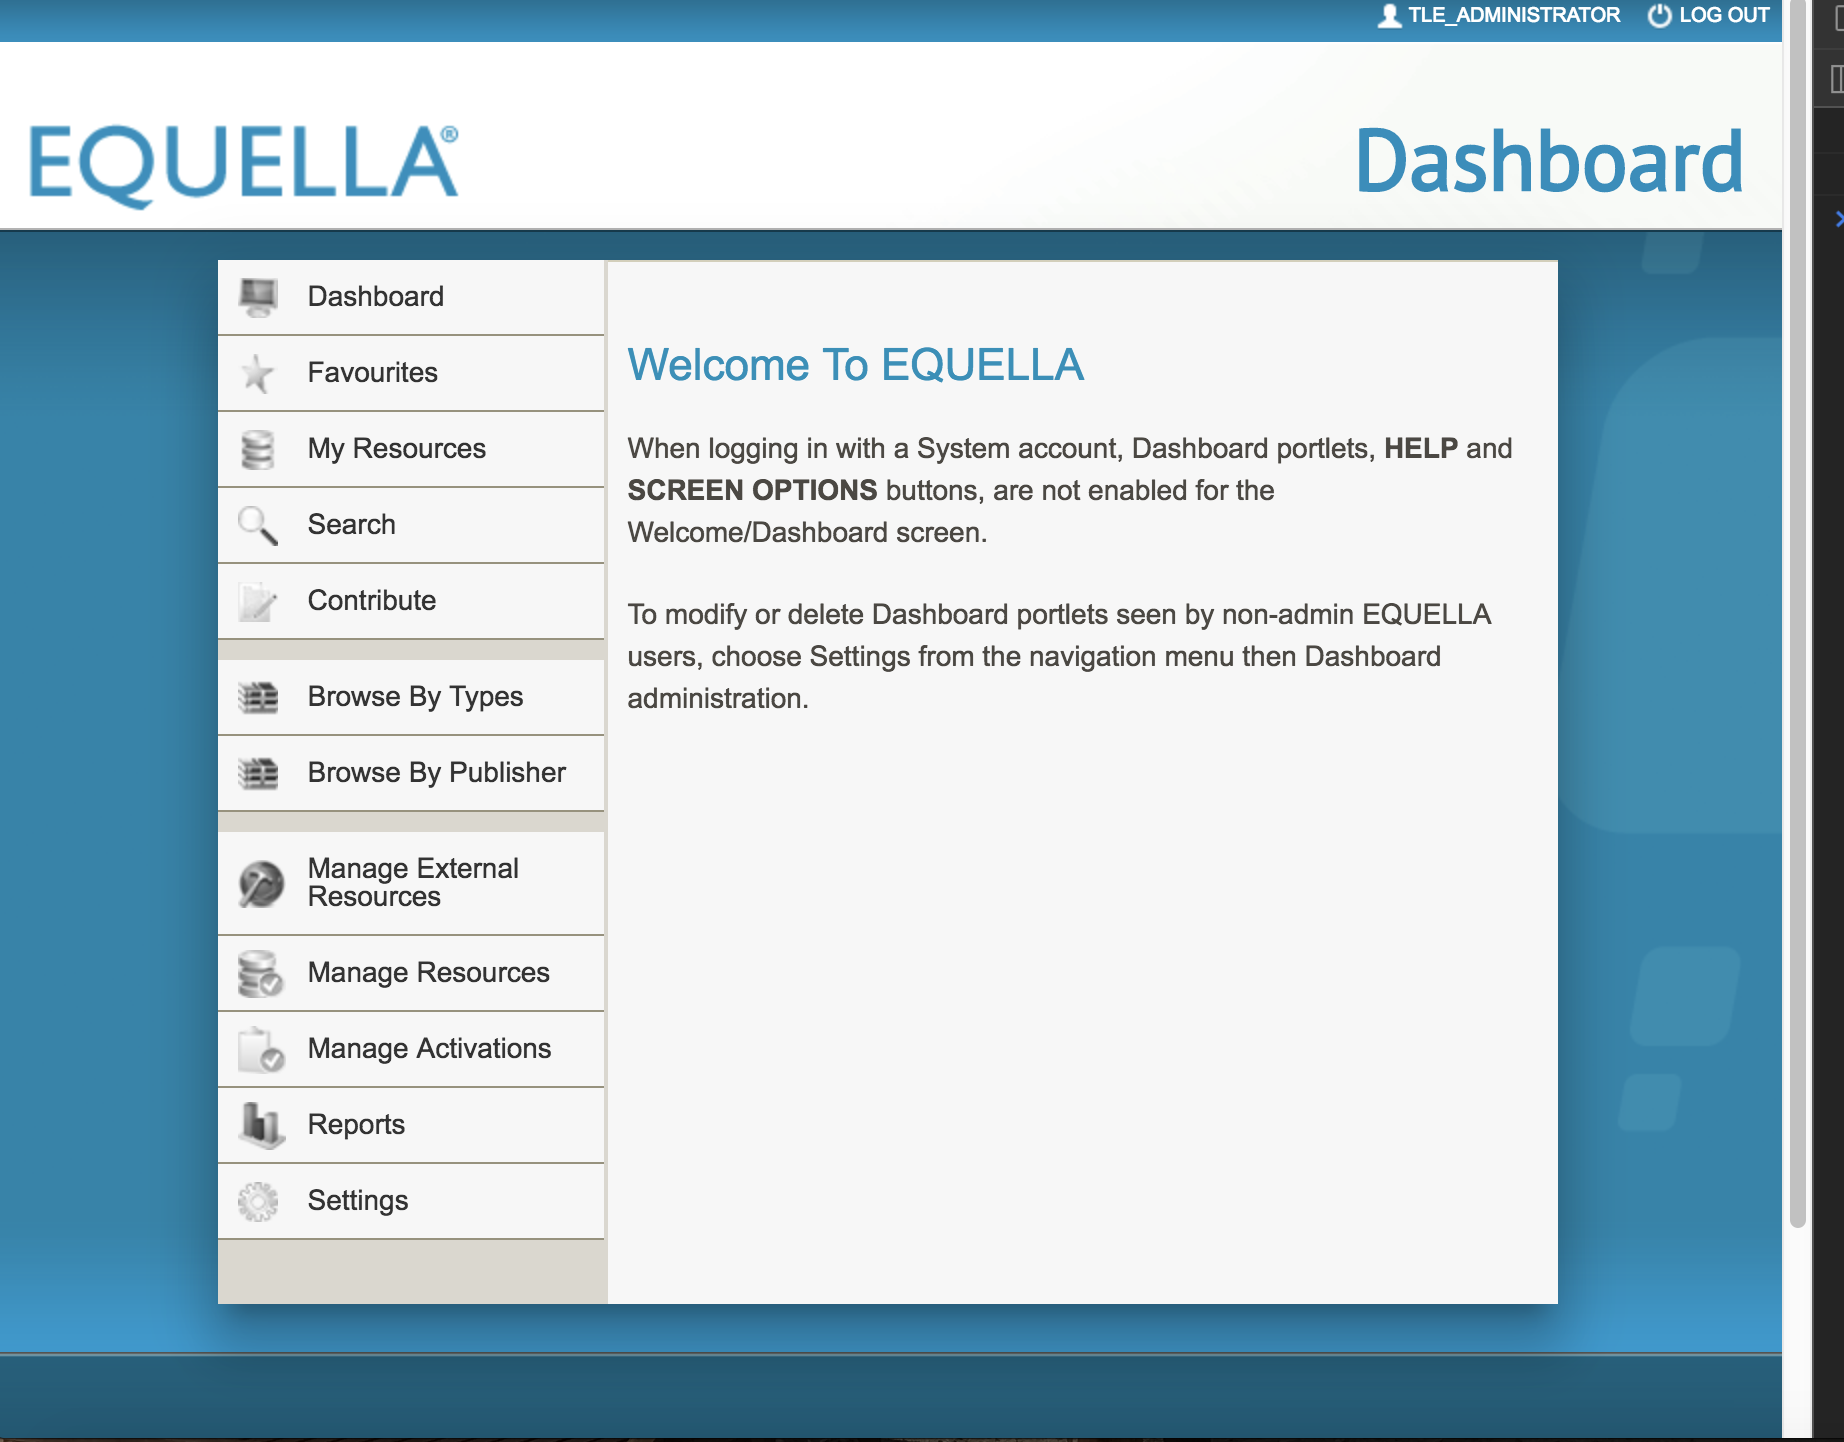 TLE_ADMINISTRATOR LOG OUT
EQUELLA®
Dashboard
Dashboard
Favourites
My Resources
Search
Contribute
Browse By Types
Browse By Publisher
Manage External
Resources
Manage Resources
Manage Activations
Reports
Settings
Welcome To EQUELLA
When logging in with a System account, Dashboard portlets, HELP and
SCREEN OPTIONS buttons, are not enabled for the
Welcome/Dashboard screen.
To modify or delete Dashboard portlets seen by non-admin EQUELLA
users, choose Settings from the navigation menu then Dashboard
administration.